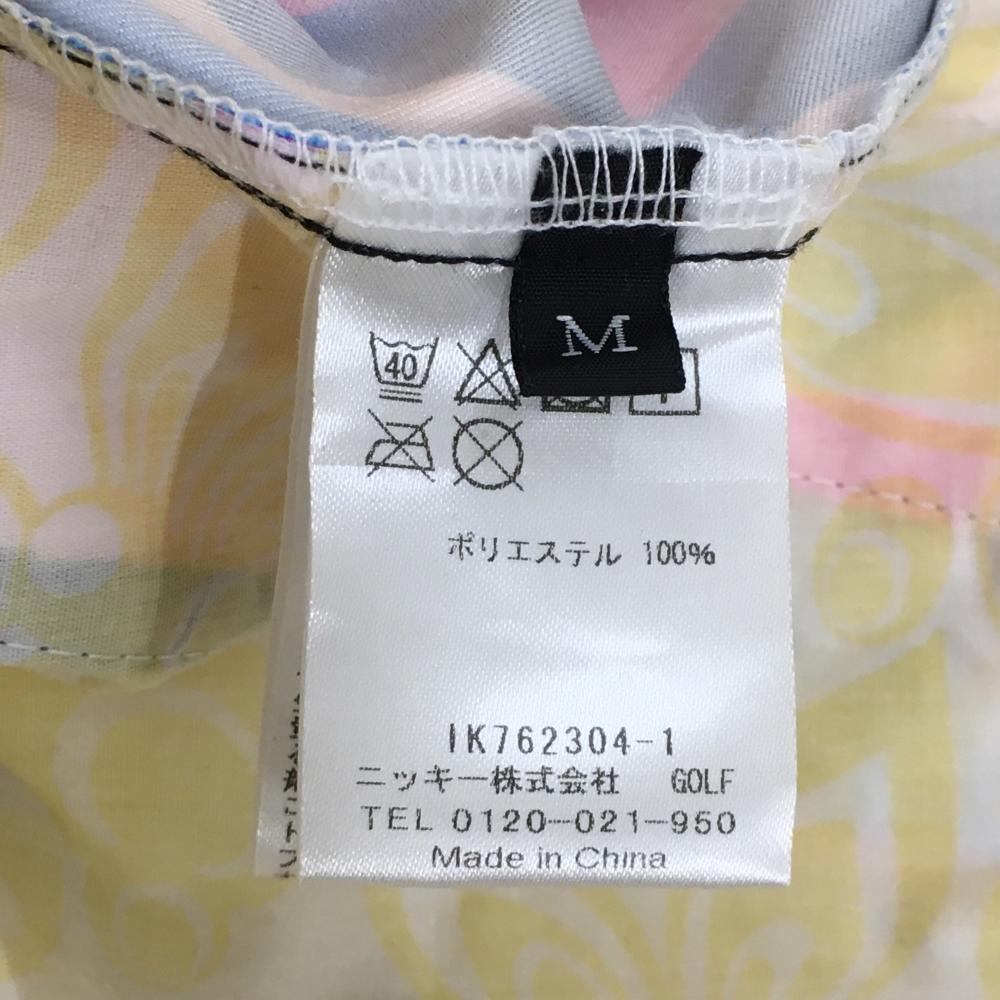 M
40
ポリエステル 100%
IK762304-1
ニッキー株式会社 GOLF
TEL 0120-021-950
Made in China